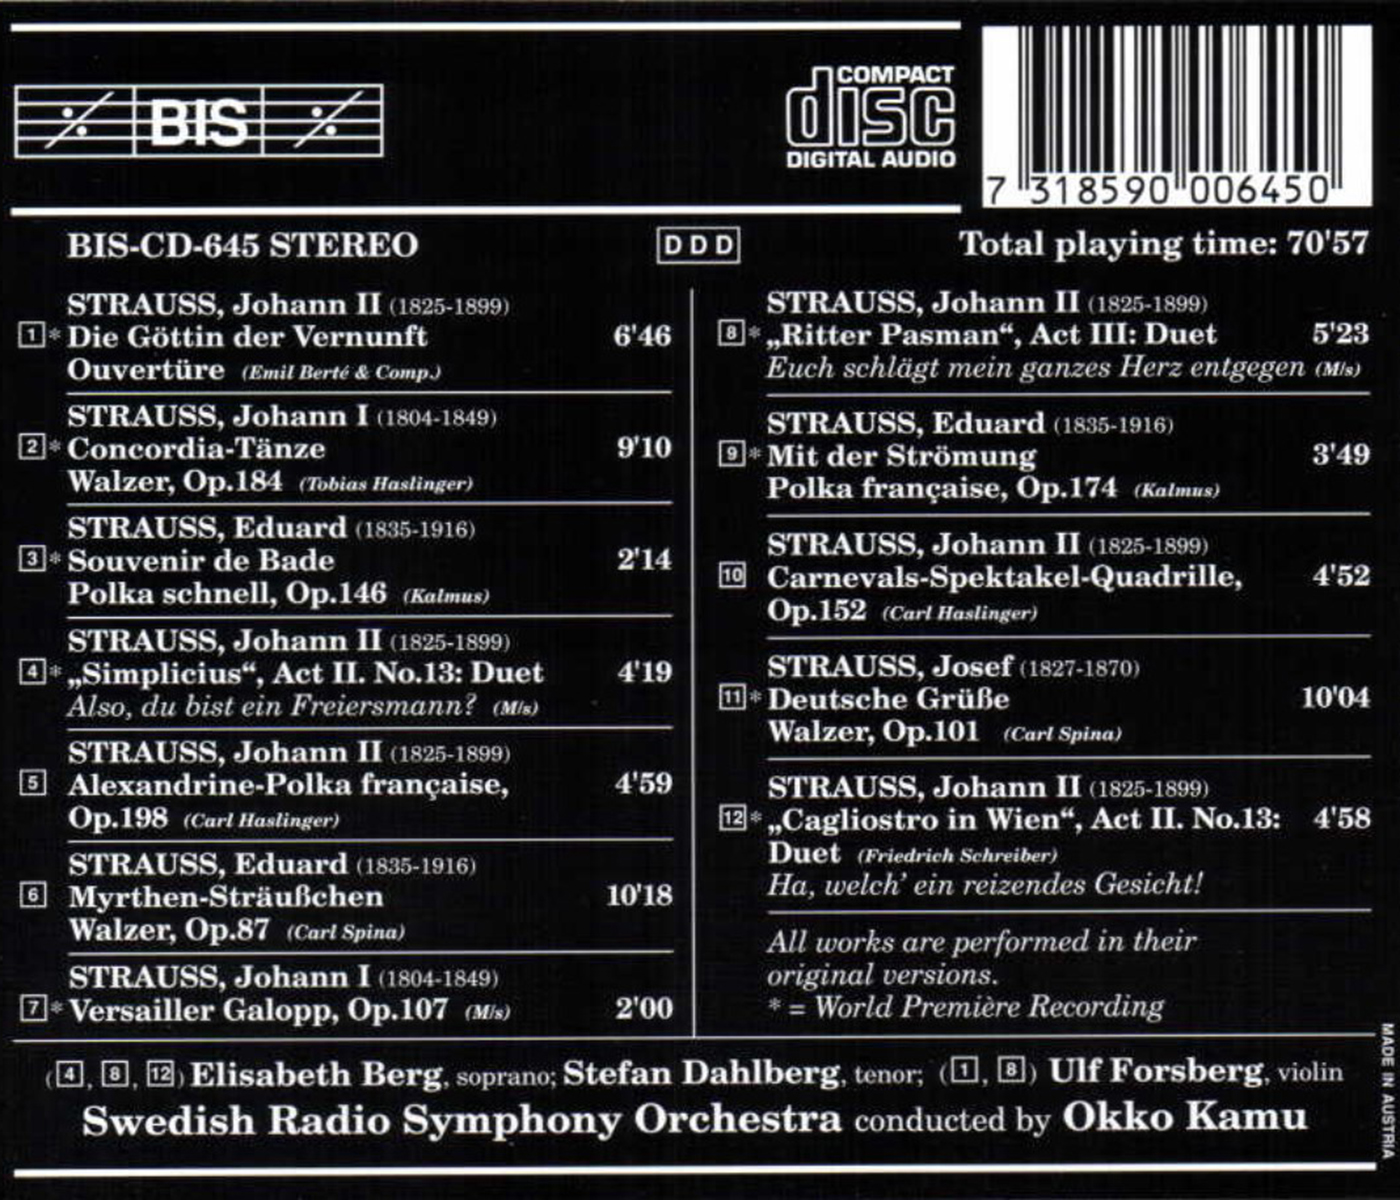 BIS
COMPACT
disc
DIGITAL AUDIO
7 318590 006450
BIS-CD-645 STEREO
DDD
Total playing time: 70'57
STRAUSS, Johann II (1825-1899)
1 * Die Göttin der Vernunft 6'46
Ouvertüre (Emil Berté & Comp.)
STRAUSS, Johann I (1804-1849)
2 * Concordia-Tänze 9'10
Walzer, Op.184 (Tobias Haslinger)
STRAUSS, Eduard (1835-1916)
3 * Souvenir de Bade 2'14
Polka schnell, Op.146 (Kalmus)
STRAUSS, Johann II (1825-1899)
4 * „Simplicius“, Act II. No.13: Duet 4'19
Also, du bist ein Freiersmann? (M/s)
STRAUSS, Johann II (1825-1899)
5 Alexandrine-Polka française, 4'59
Op.198 (Carl Haslinger)
STRAUSS, Eduard (1835-1916)
6 Myrthen-Sträußchen 10'18
Walzer, Op.87 (Carl Spina)
STRAUSS, Johann I (1804-1849)
7 * Versailler Galopp, Op.107 (M/s) 2'00
STRAUSS, Johann II (1825-1899)
8 * „Ritter Pasman“, Act III: Duet 5'23
Euch schlägt mein ganzes Herz entgegen (M/s)
STRAUSS, Eduard (1835-1916)
9 * Mit der Strömung 3'49
Polka française, Op.174 (Kalmus)
STRAUSS, Johann II (1825-1899)
10 Carnevals-Spektakel-Quadrille, 4'52
Op.152 (Carl Haslinger)
STRAUSS, Josef (1827-1870)
11 * Deutsche Grüße 10'04
Walzer, Op.101 (Carl Spina)
STRAUSS, Johann II (1825-1899)
12 * „Cagliostro in Wien“, Act II. No.13: 4'58
Duet (Friedrich Schreiber)
Ha, welch’ ein reizendes Gesicht!
All works are performed in their
original versions.
* = World Première Recording
(4, 8, 12) Elisabeth Berg, soprano; Stefan Dahlberg, tenor; (1, 8) Ulf Forsberg, violin
Swedish Radio Symphony Orchestra conducted by Okko Kamu
MADE IN AUSTRIA